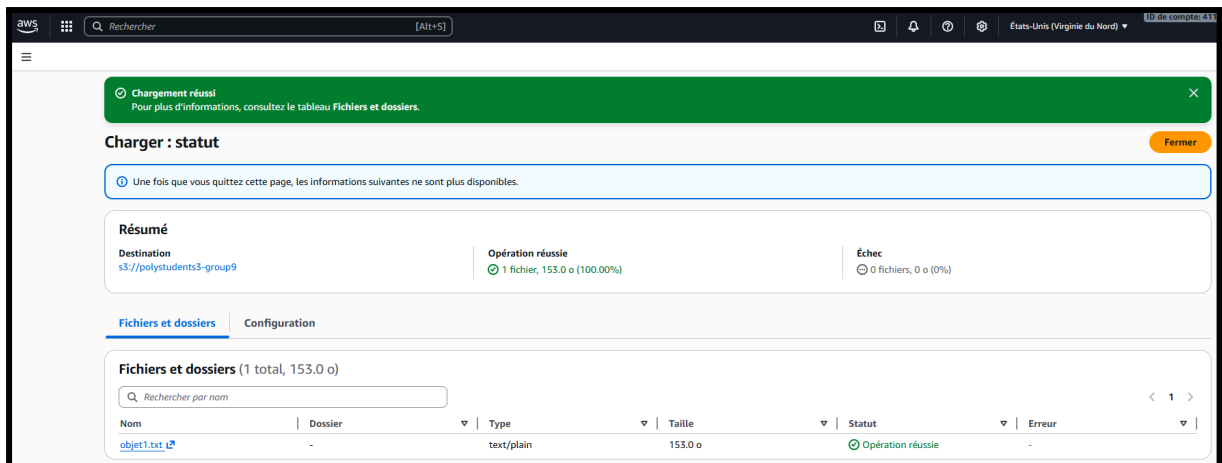 aws
Rechercher [Alt+S] États-Unis (Virginie du Nord) ID de compte: 411
Chargement réussi
Pour plus d'informations, consultez le tableau Fichiers et dossiers.
Charger : statut Fermer
Une fois que vous quittez cette page, les informations suivantes ne sont plus disponibles.
Résumé
Destination Opération réussie Échec
s3://polystudents3-group9 1 fichier, 153.0 o (100.00%) 0 fichiers, 0 o (0%)
Fichiers et dossiers Configuration
Fichiers et dossiers (1 total, 153.0 o)
Rechercher par nom 1
Nom Dossier Type Taille Statut Erreur
objet1.txt - text/plain 153.0 o Opération réussie -